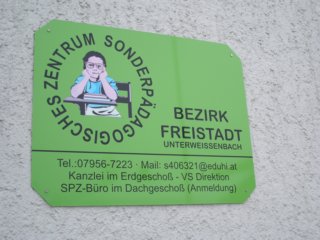 SONDERPÄDAGOGISCHES ZENTRUM
BEZIRK
FREISTADT
UNTERWEISSENBACH
Tel.:07956-7223 · Mail: s406321@eduhi.at
Kanzlei im Erdgeschoß - VS Direktion
SPZ-Büro im Dachgeschoß (Anmeldung)